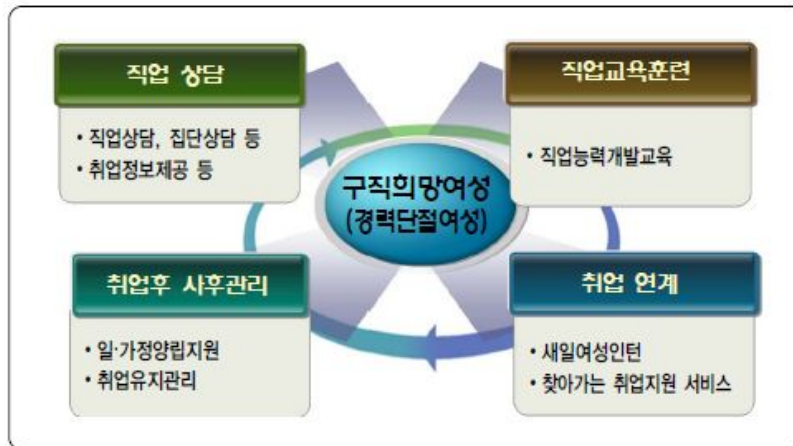 직업 상담
• 직업상담, 집단상담 등
• 취업정보제공 등
직업교육훈련
• 직업능력개발교육
구직희망여성
(경력단절여성)
취업후 사후관리
• 일·가정양립지원
• 취업유지관리
취업 연계
• 새일여성인턴
• 찾아가는 취업지원 서비스